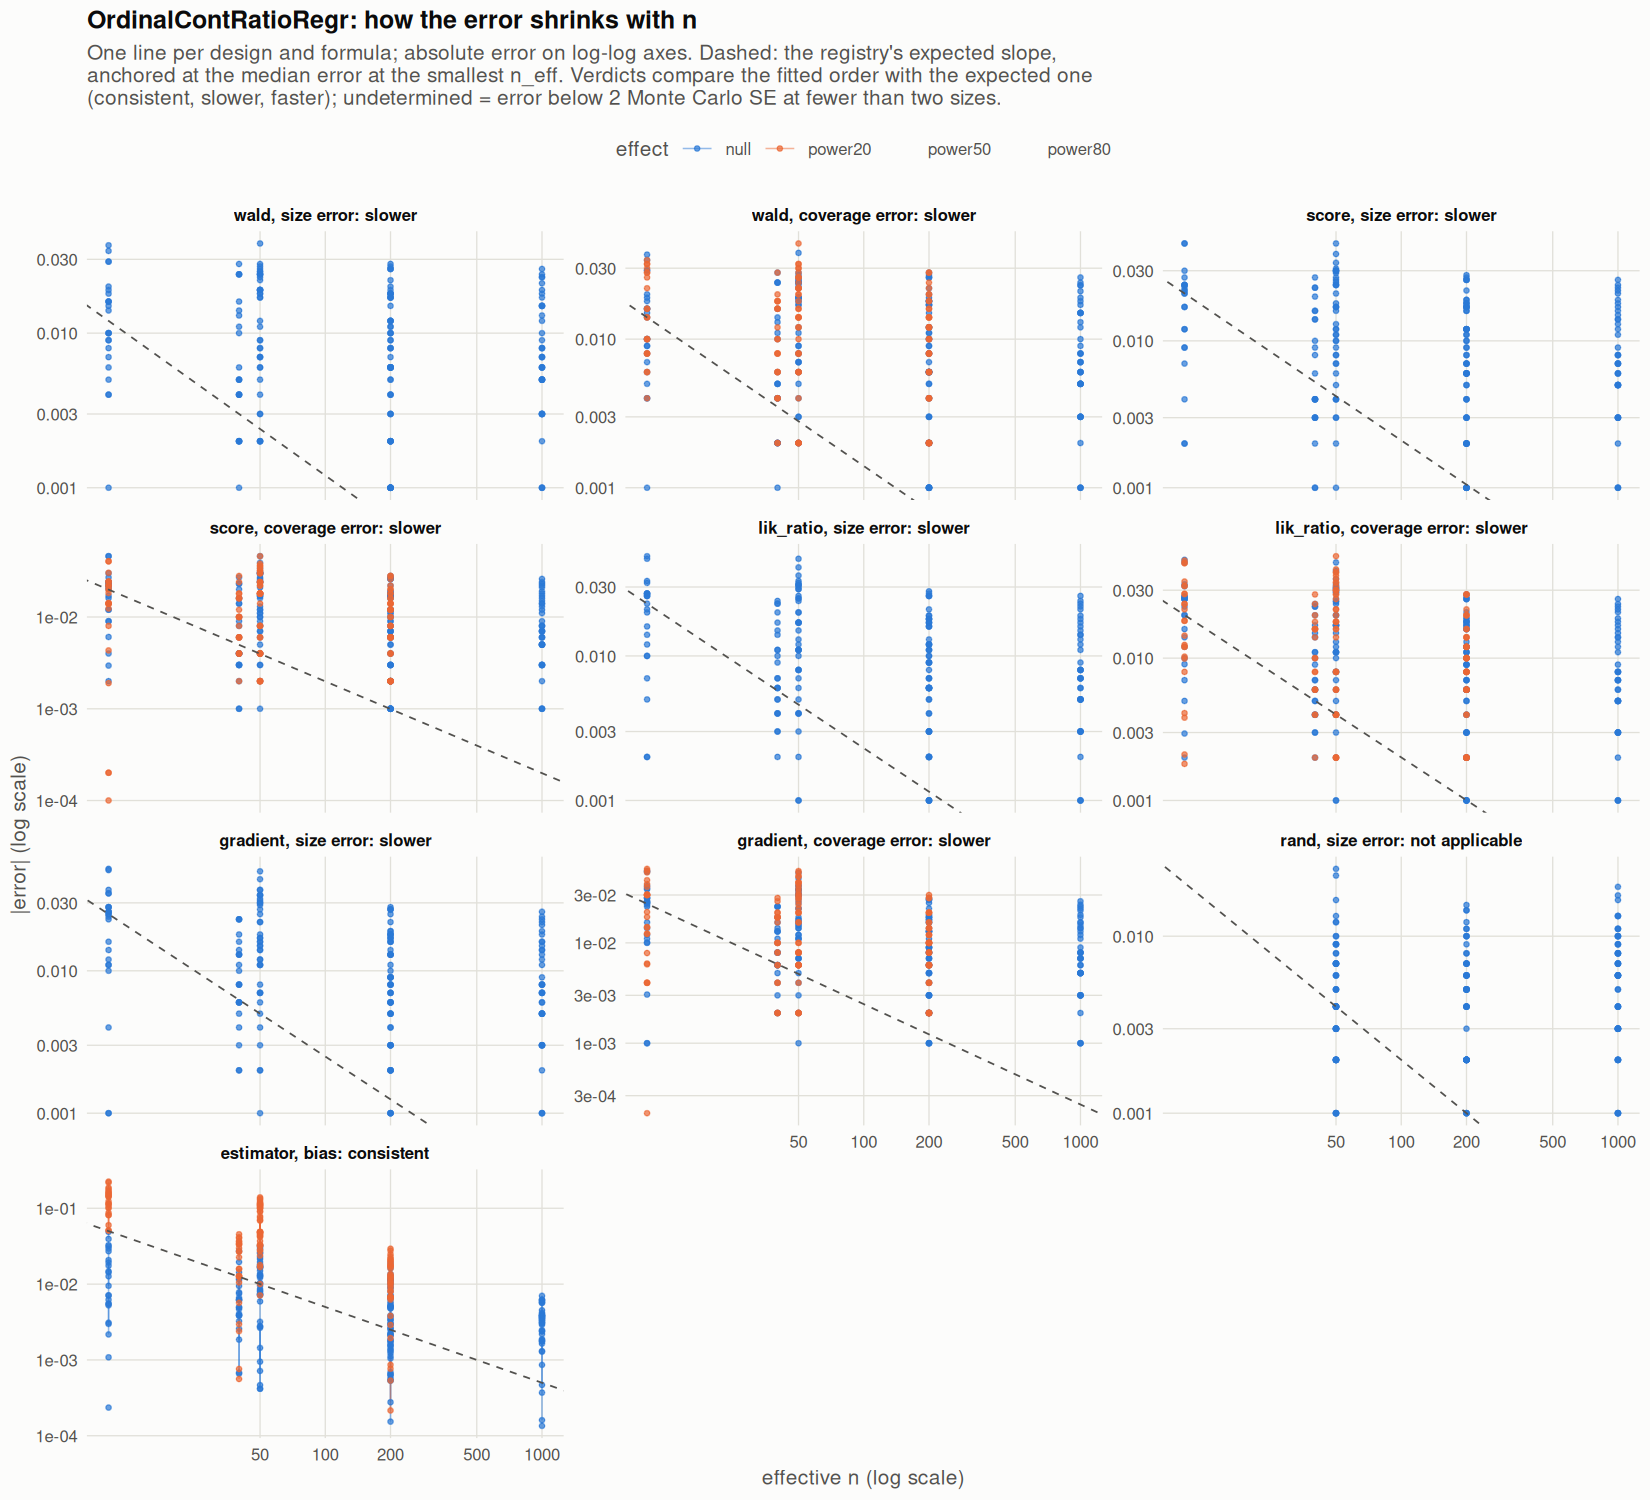 OrdinalContRatioRegr: how the error shrinks with n
One line per design and formula; absolute error on log-log axes. Dashed: the registry's expected slope,
anchored at the median error at the smallest n_eff. Verdicts compare the fitted order with the expected one
(consistent, slower, faster); undetermined = error below 2 Monte Carlo SE at fewer than two sizes.
effect null power20 power50 power80
wald, size error: slower
0.030
0.010
0.003
0.001
wald, coverage error: slower
0.030
0.010
0.003
0.001
score, size error: slower
0.030
0.010
0.003
0.001
score, coverage error: slower
1e-02
1e-03
1e-04
lik_ratio, size error: slower
0.030
0.010
0.003
0.001
lik_ratio, coverage error: slower
0.030
0.010
0.003
0.001
gradient, size error: slower
0.030
0.010
0.003
0.001
gradient, coverage error: slower
3e-02
1e-02
3e-03
1e-03
3e-04
50 100 200 500 1000
rand, size error: not applicable
0.010
0.003
0.001
50 100 200 500 1000
estimator, bias: consistent
1e-01
1e-02
1e-03
1e-04
50 100 200 500 1000
|error| (log scale)
effective n (log scale)